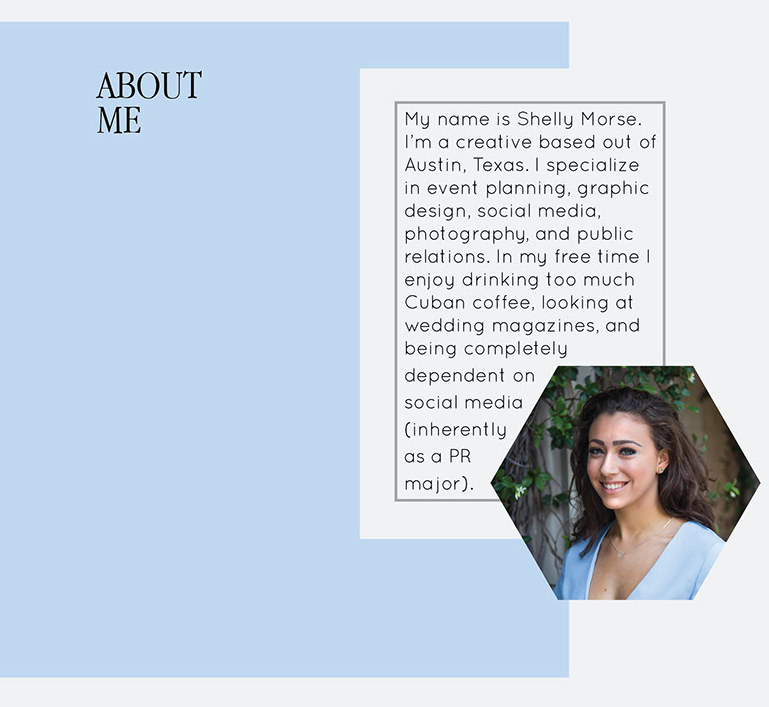 ABOUT
ME
My name is Shelly Morse.
I'm a creative based out of
Austin, Texas. I specialize
in event planning, graphic
design, social media,
photography, and public
relations. In my free time I
enjoy drinking too much
Cuban coffee, looking at
wedding magazines, and
being completely
dependent on
social media
(inherently
as a PR
major).